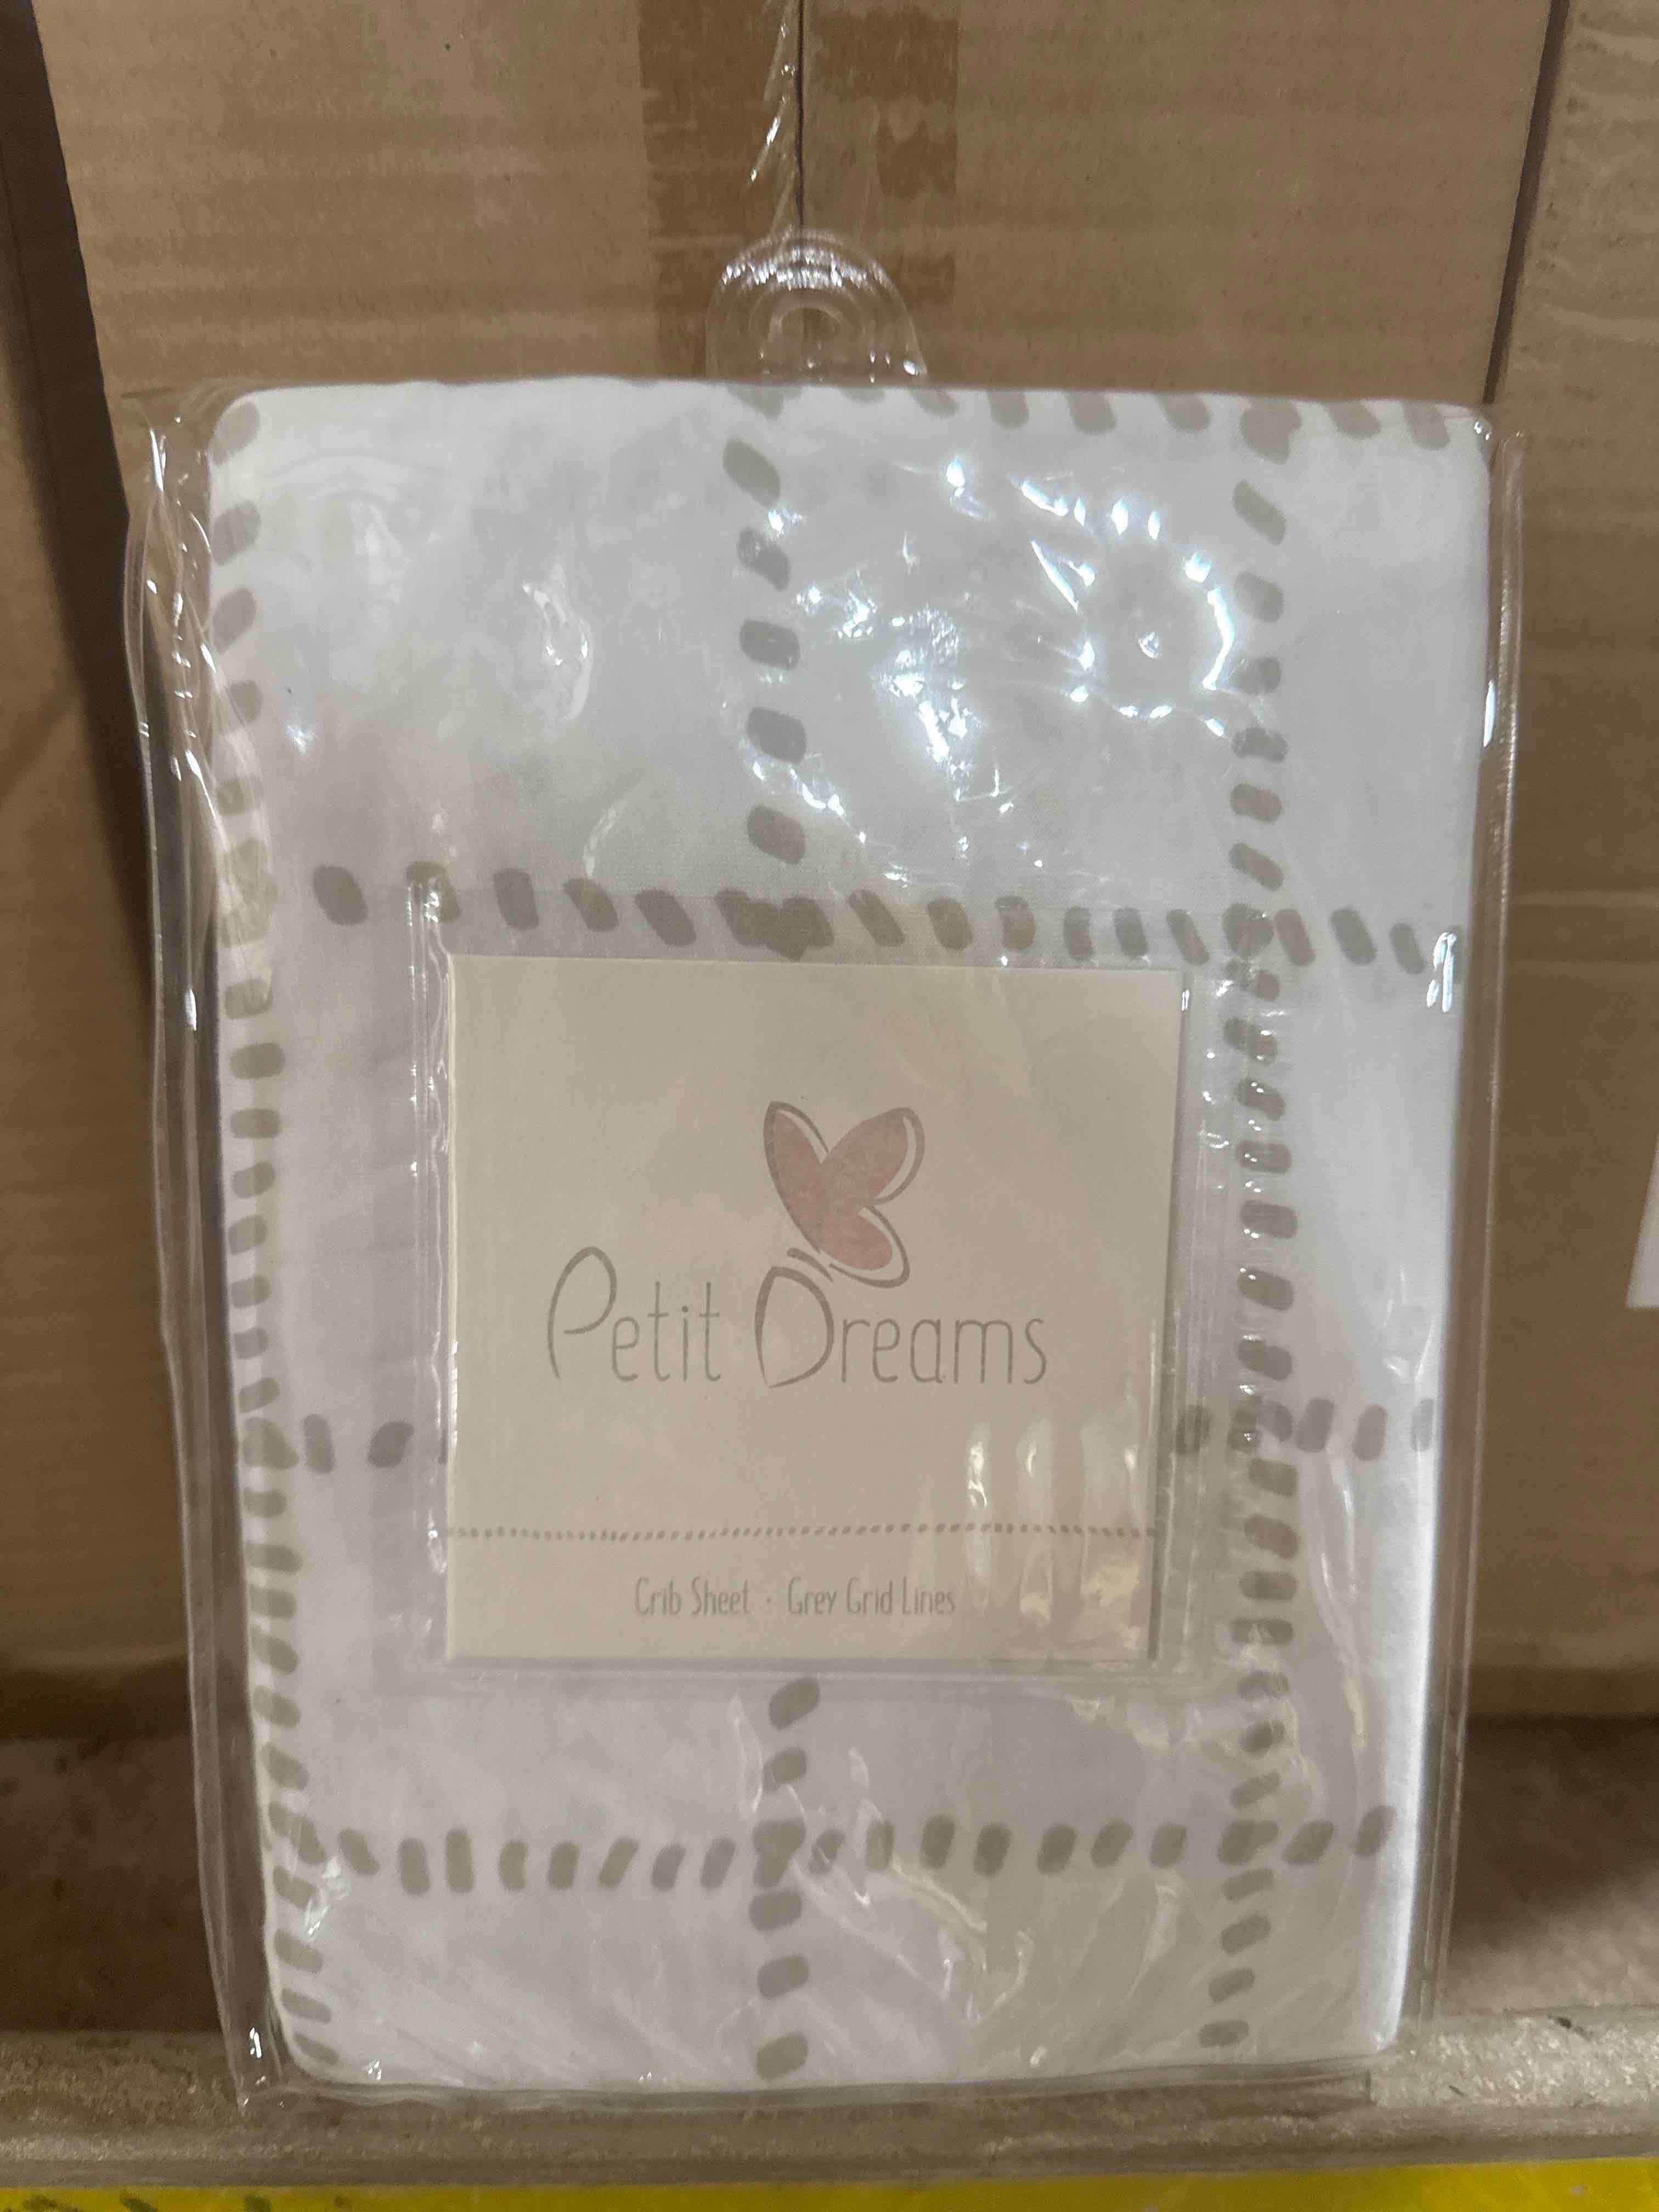 Petit Dreams
Crib Sheet · Grey Grid Lines